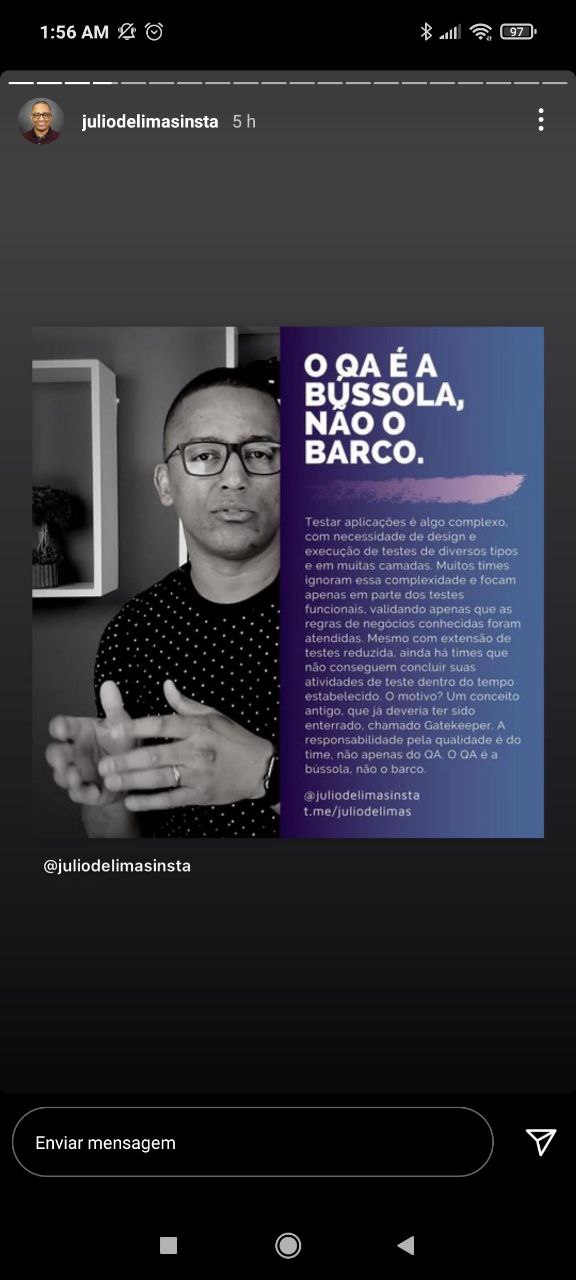 1:56 AM
97
juliodelimasinsta 5 h
O QA É A
BÚSSOLA,
NÃO O
BARCO.
Testar aplicações é algo complexo,
com necessidade de design e
execução de testes de diversos tipos
e em muitas camadas. Muitos times
ignoram essa complexidade e focam
apenas em parte dos testes
funcionais, validando apenas que as
regras de negócios conhecidas foram
atendidas. Mesmo com extensão de
testes reduzida, ainda há times que
não conseguem concluir suas
atividades de teste dentro do tempo
estabelecido. O motivo? Um conceito
antigo, que já deveria ter sido
enterrado, chamado Gatekeeper. A
responsabilidade pela qualidade é do
time, não apenas do QA. O QA é a
bússola, não o barco.
@juliodelimasinsta
t.me/juliodelimas
@juliodelimasinsta
Enviar mensagem